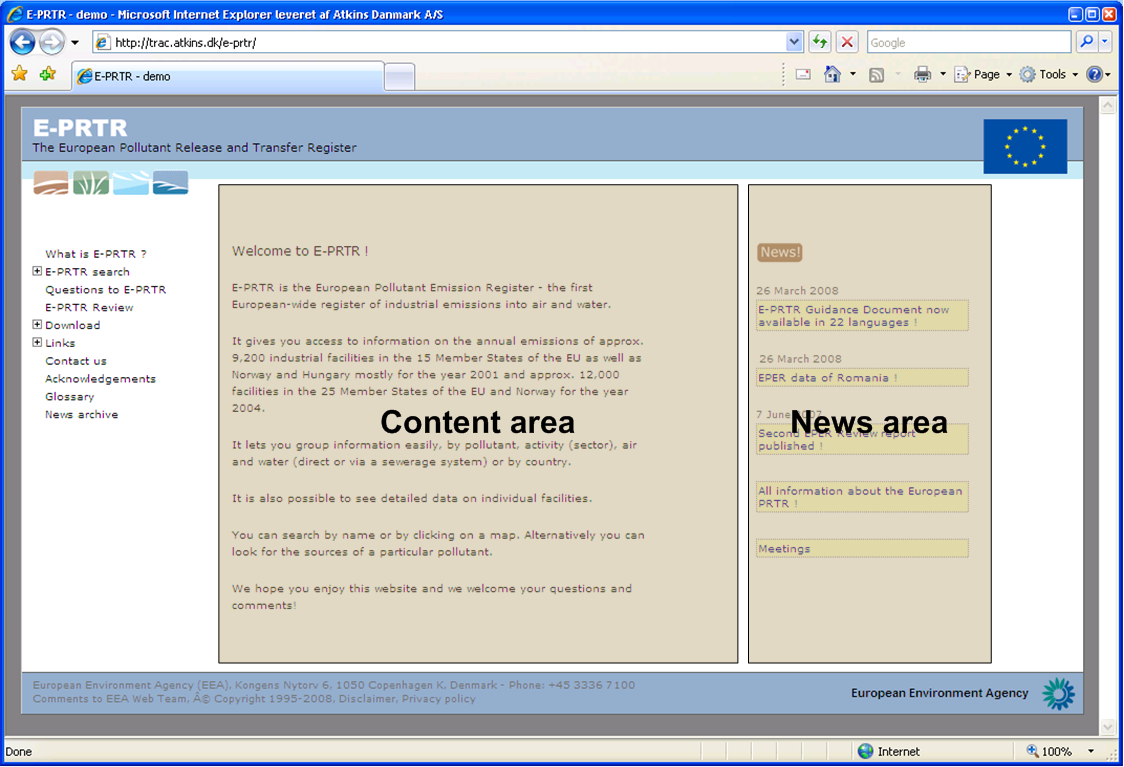 E-PRTR - demo - Microsoft Internet Explorer leveret af Atkins Danmark A/S
http://trac.atkins.dk/e-prtr/
Google
E-PRTR - demo
Page
Tools
E-PRTR
The European Pollutant Release and Transfer Register
What is E-PRTR ?
E-PRTR search
Questions to E-PRTR
E-PRTR Review
Download
Links
Contact us
Acknowledgements
Glossary
News archive
Welcome to E-PRTR !
E-PRTR is the European Pollutant Emission Register - the first
European-wide register of industrial emissions into air and water.
It gives you access to information on the annual emissions of approx.
9,200 industrial facilities in the 15 Member States of the EU as well as
Norway and Hungary mostly for the year 2001 and approx. 12,000
facilities in the 25 Member States of the EU and Norway for the year
2004.
Content area
It lets you group information easily, by pollutant, activity (sector), air
and water (direct or via a sewerage system) or by country.
It is also possible to see detailed data on individual facilities.
You can search by name or by clicking on a map. Alternatively you can
look for the sources of a particular pollutant.
We hope you enjoy this website and we welcome your questions and
comments!
News!
26 March 2008
E-PRTR Guidance Document now
available in 22 languages !
26 March 2008
EPER data of Romania !
7 June 2007
News area
Second EPER Review report
published !
All information about the European
PRTR !
Meetings
European Environment Agency (EEA), Kongens Nytorv 6, 1050 Copenhagen K, Denmark - Phone: +45 3336 7100
Comments to EEA Web Team, Â© Copyright 1995-2008, Disclaimer, Privacy policy
European Environment Agency
Done
Internet
100%